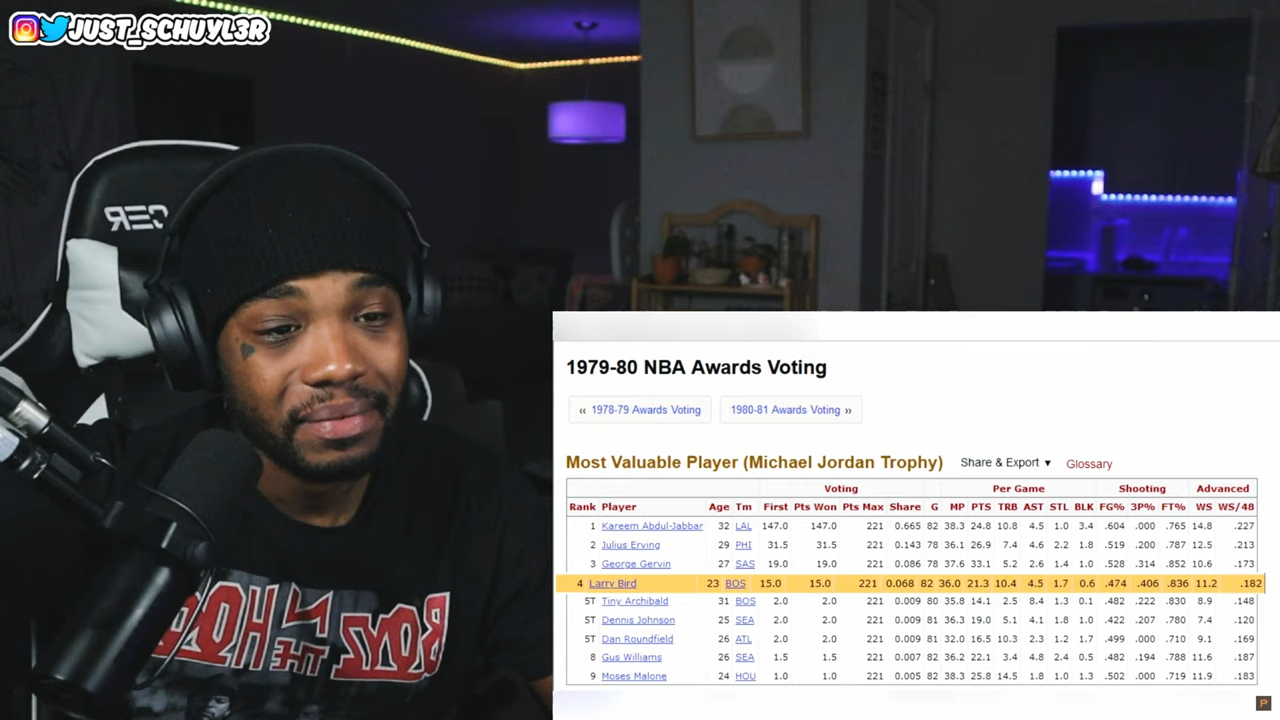 JUST_SCHUYL3R
CER
BOYZ
N
THE
HOOD
1979-80 NBA Awards Voting
« 1978-79 Awards Voting 1980-81 Awards Voting »
Most Valuable Player (Michael Jordan Trophy) Share & Export ▼ Glossary
Voting Per Game Shooting Advanced
Rank Player Age Tm First Pts Won Pts Max Share G MP PTS TRB AST STL BLK FG% 3P% FT% WS WS/48
1 Kareem Abdul-Jabbar 32 LAL 147.0 147.0 221 0.665 82 38.3 24.8 10.8 4.5 1.0 3.4 .604 .000 .765 14.8 .227
2 Julius Erving 29 PHI 31.5 31.5 221 0.143 78 36.1 26.9 7.4 4.6 2.2 1.8 .519 .200 .787 12.5 .213
3 George Gervin 27 SAS 19.0 19.0 221 0.086 78 37.6 33.1 5.2 2.6 1.4 1.0 .528 .314 .852 10.6 .173
4 Larry Bird 23 BOS 15.0 15.0 221 0.068 82 36.0 21.3 10.4 4.5 1.7 0.6 .474 .406 .836 11.2 .182
5T Tiny Archibald 31 BOS 2.0 2.0 221 0.009 80 35.8 14.1 2.5 8.4 1.3 0.1 .482 .222 .830 8.9 .148
5T Dennis Johnson 25 SEA 2.0 2.0 221 0.009 81 36.3 19.0 5.1 4.1 1.8 1.0 .422 .207 .780 7.4 .120
5T Dan Roundfield 26 ATL 2.0 2.0 221 0.009 81 32.0 16.5 10.3 2.3 1.2 1.7 .499 .000 .710 9.1 .169
8 Gus Williams 26 SEA 1.5 1.5 221 0.007 82 36.2 22.1 3.4 4.8 2.4 0.5 .482 .194 .788 11.6 .187
9 Moses Malone 24 HOU 1.0 1.0 221 0.005 82 38.3 25.8 14.5 1.8 1.0 1.3 .502 .000 .719 11.9 .183
P